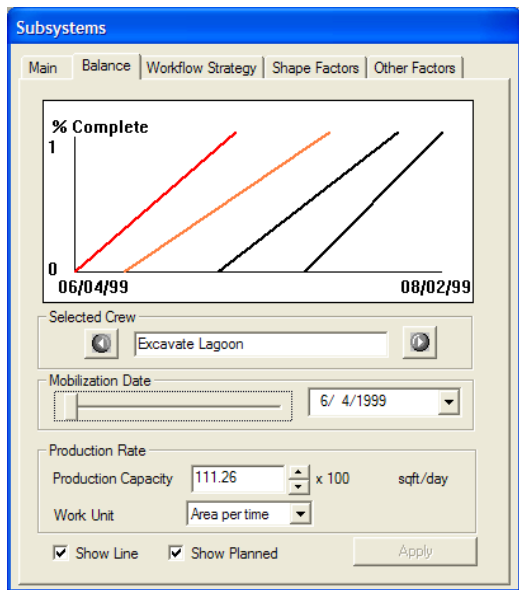 Subsystems
Main Balance Workflow Strategy Shape Factors Other Factors
% Complete
1
0
06/04/99 08/02/99
Selected Crew
Excavate Lagoon
Mobilization Date
6/ 4/1999
Production Rate
Production Capacity 111.26 x 100 sqft/day
Work Unit Area per time
Show Line Show Planned Apply